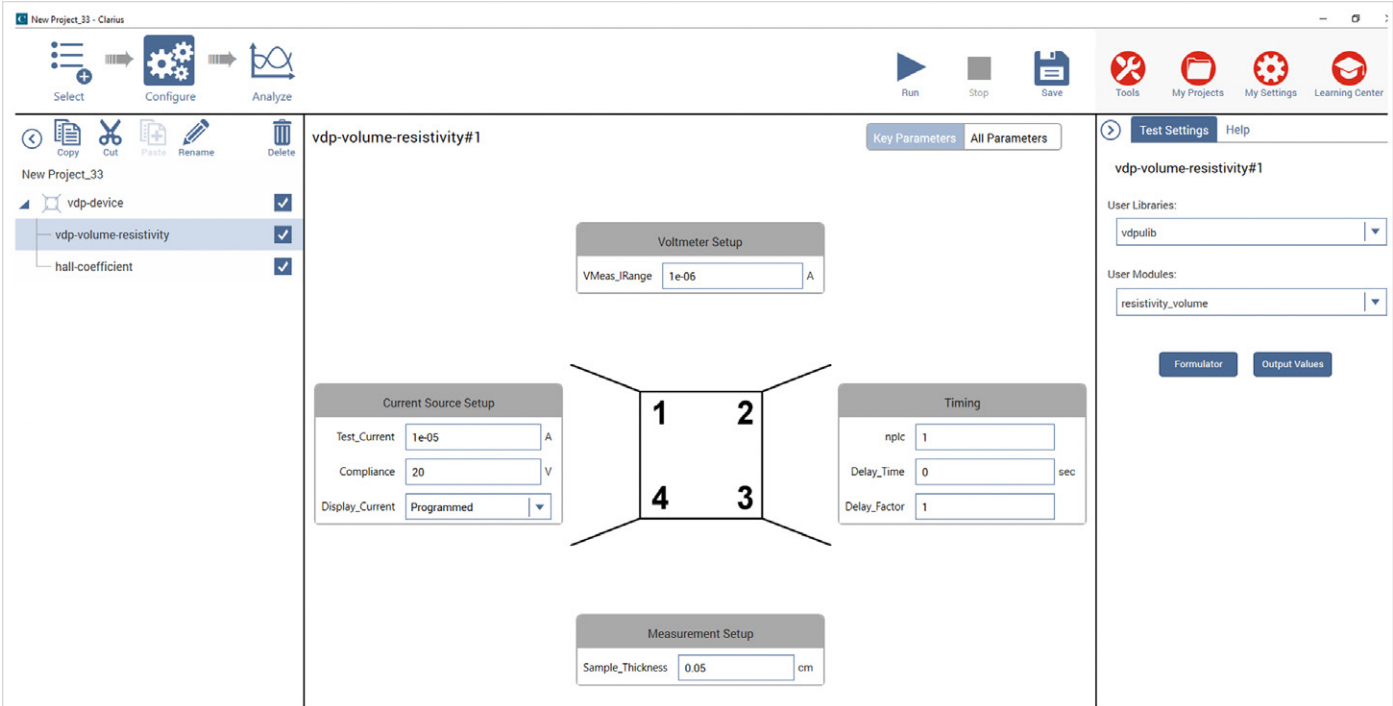 New Project_33 - Clarius
Select
Configure
Analyze
Run
Stop
Save
Tools
My Projects
My Settings
Learning Center
Copy
Cut
Paste
Rename
Delete
New Project_33
vdp-device
vdp-volume-resistivity
hall-coefficient
vdp-volume-resistivity#1
Key Parameters
All Parameters
Voltmeter Setup
VMeas_IRange 1e-06 A
Current Source Setup
Test_Current 1e-05 A
Compliance 20 V
Display_Current Programmed
1 2
4 3
Timing
nplc 1
Delay_Time 0 sec
Delay_Factor 1
Measurement Setup
Sample_Thickness 0.05 cm
Test Settings
Help
vdp-volume-resistivity#1
User Libraries:
vdpulib
User Modules:
resistivity_volume
Formulator
Output Values